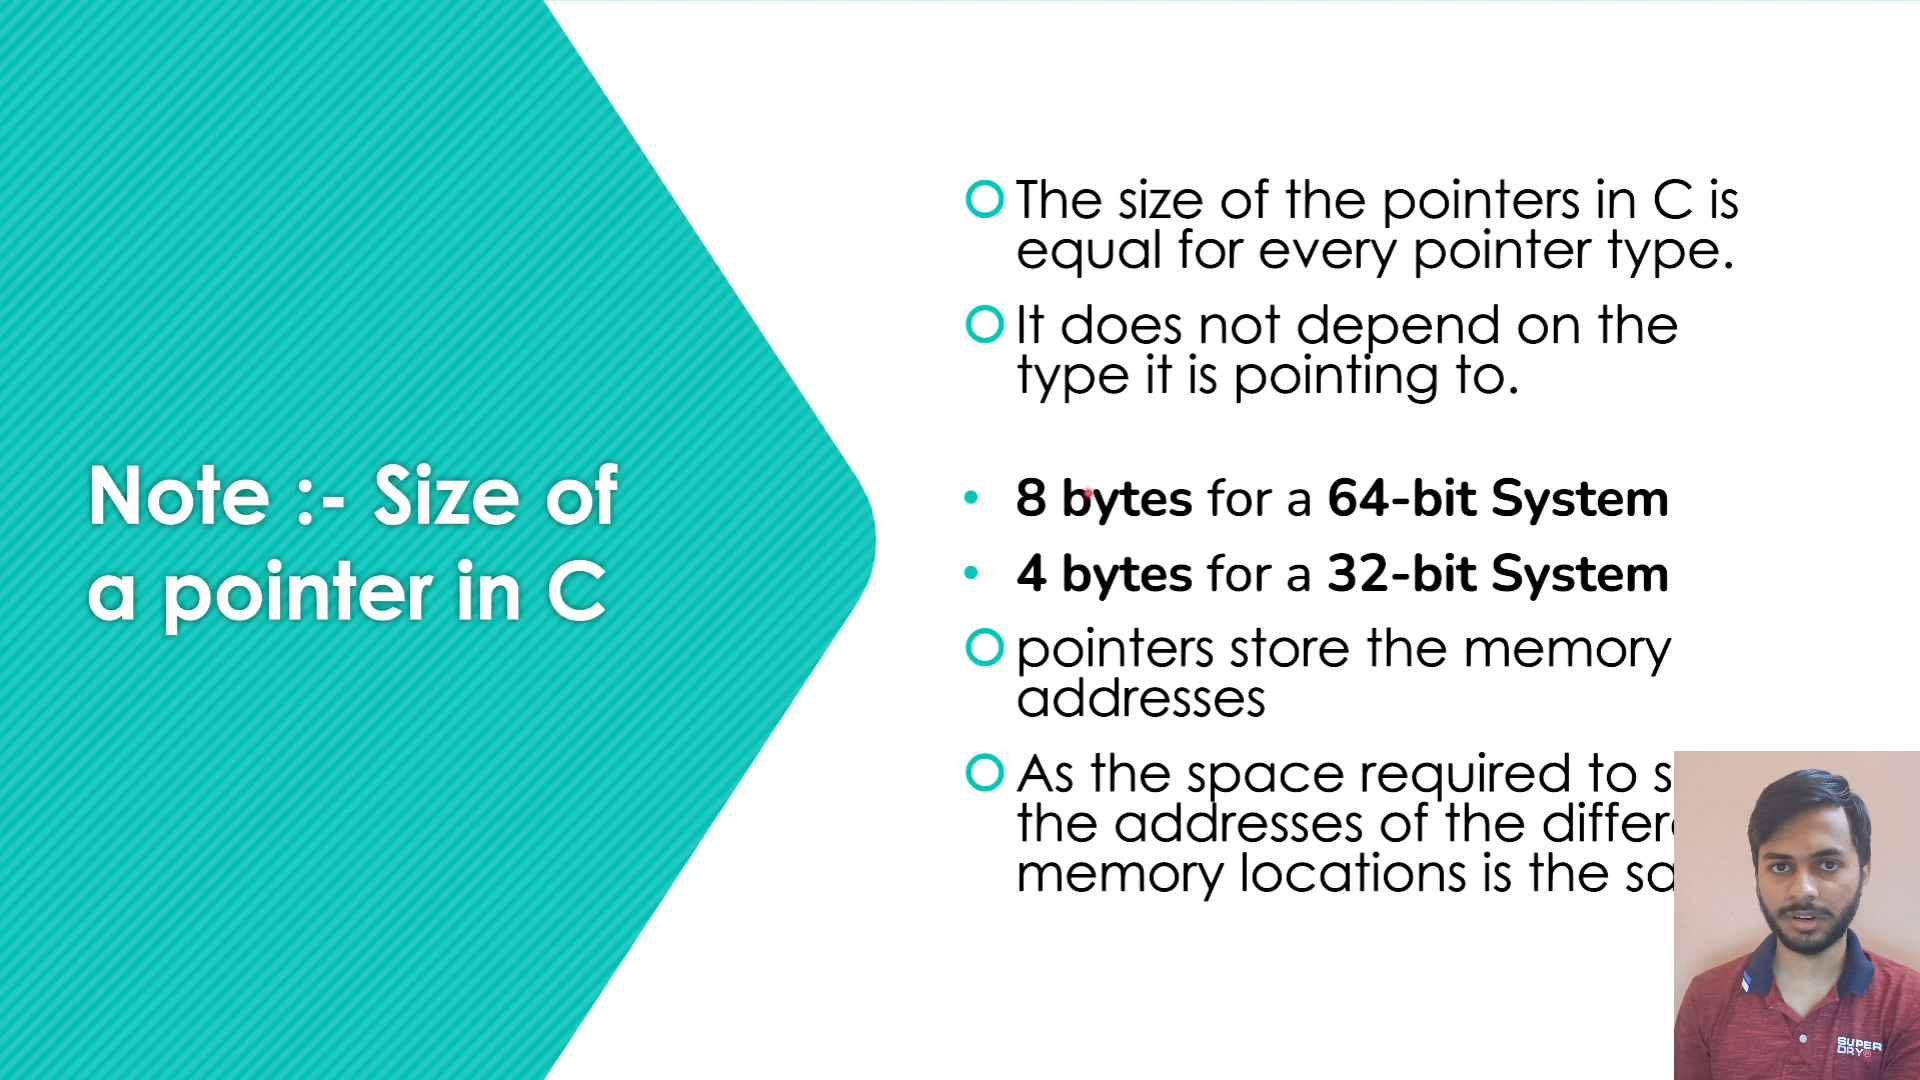 Note :- Size of
a pointer in C
The size of the pointers in C is
equal for every pointer type.
It does not depend on the
type it is pointing to.
• 8 bytes for a 64-bit System
• 4 bytes for a 32-bit System
pointers store the memory
addresses
As the space required to
the addresses of the
memory locations is the
SUPER
DRY